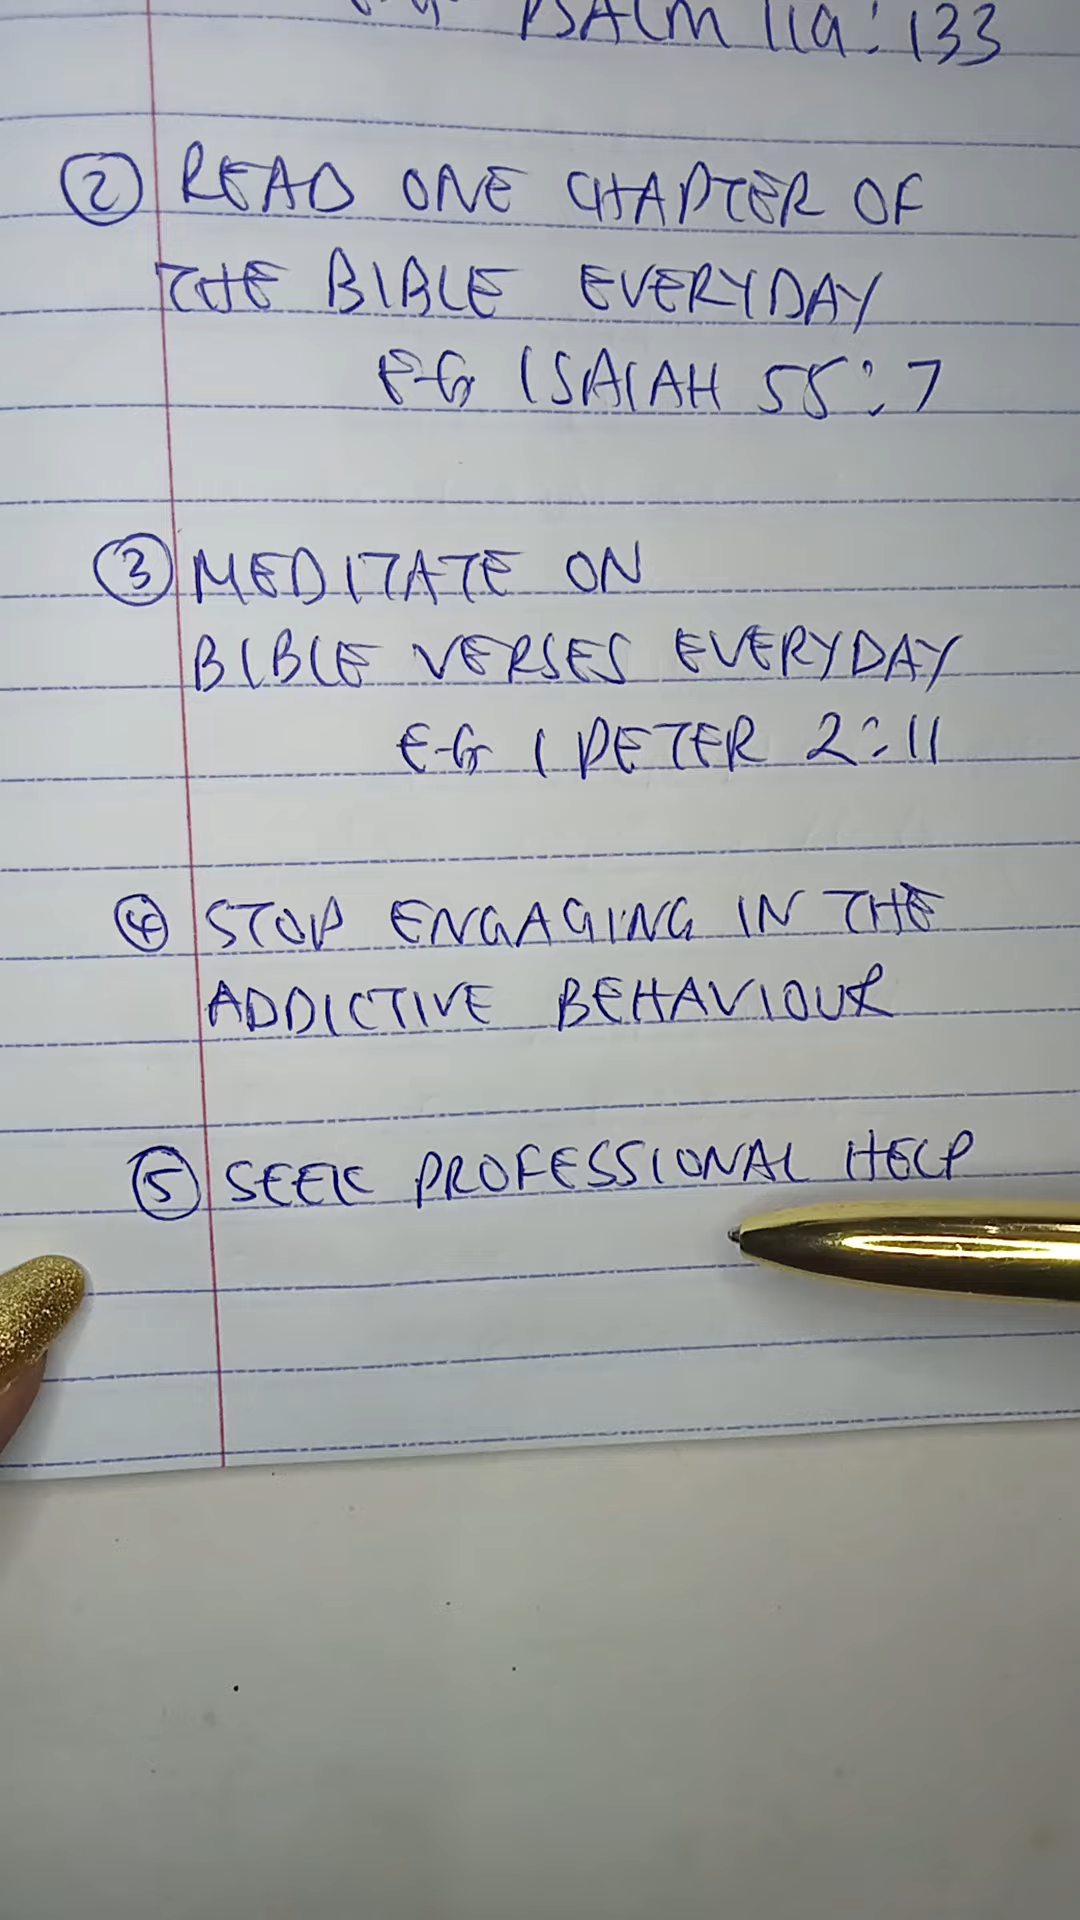 PSALM 119:133
② READ ONE CHAPTER OF
THE BIBLE EVERYDAY
E-G ISAIAH 55:7
③ MEDITATE ON
BIBLE VERSES EVERYDAY
E-G 1 PETER 2:11
④ STOP ENGAGING IN THE
ADDICTIVE BEHAVIOUR
⑤ SEEK PROFESSIONAL HELP